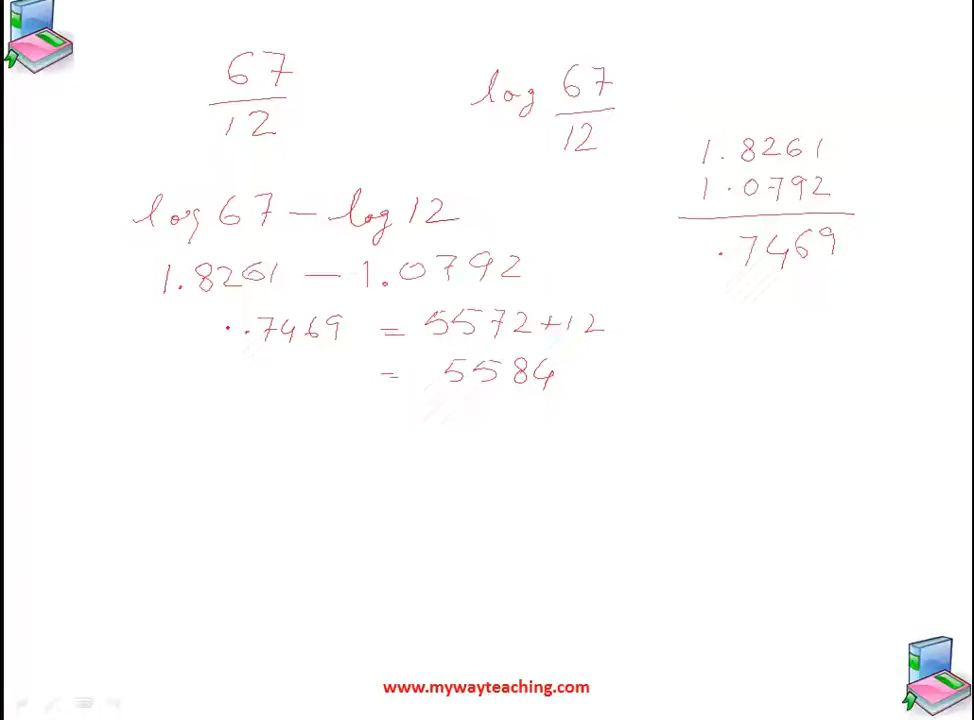 67
12
log 67
12
1.8261
1.0792
.7469
log 67 - log 12
1.8261 - 1.0792
..7469 = 5572+12
= 5584
www.mywayteaching.com